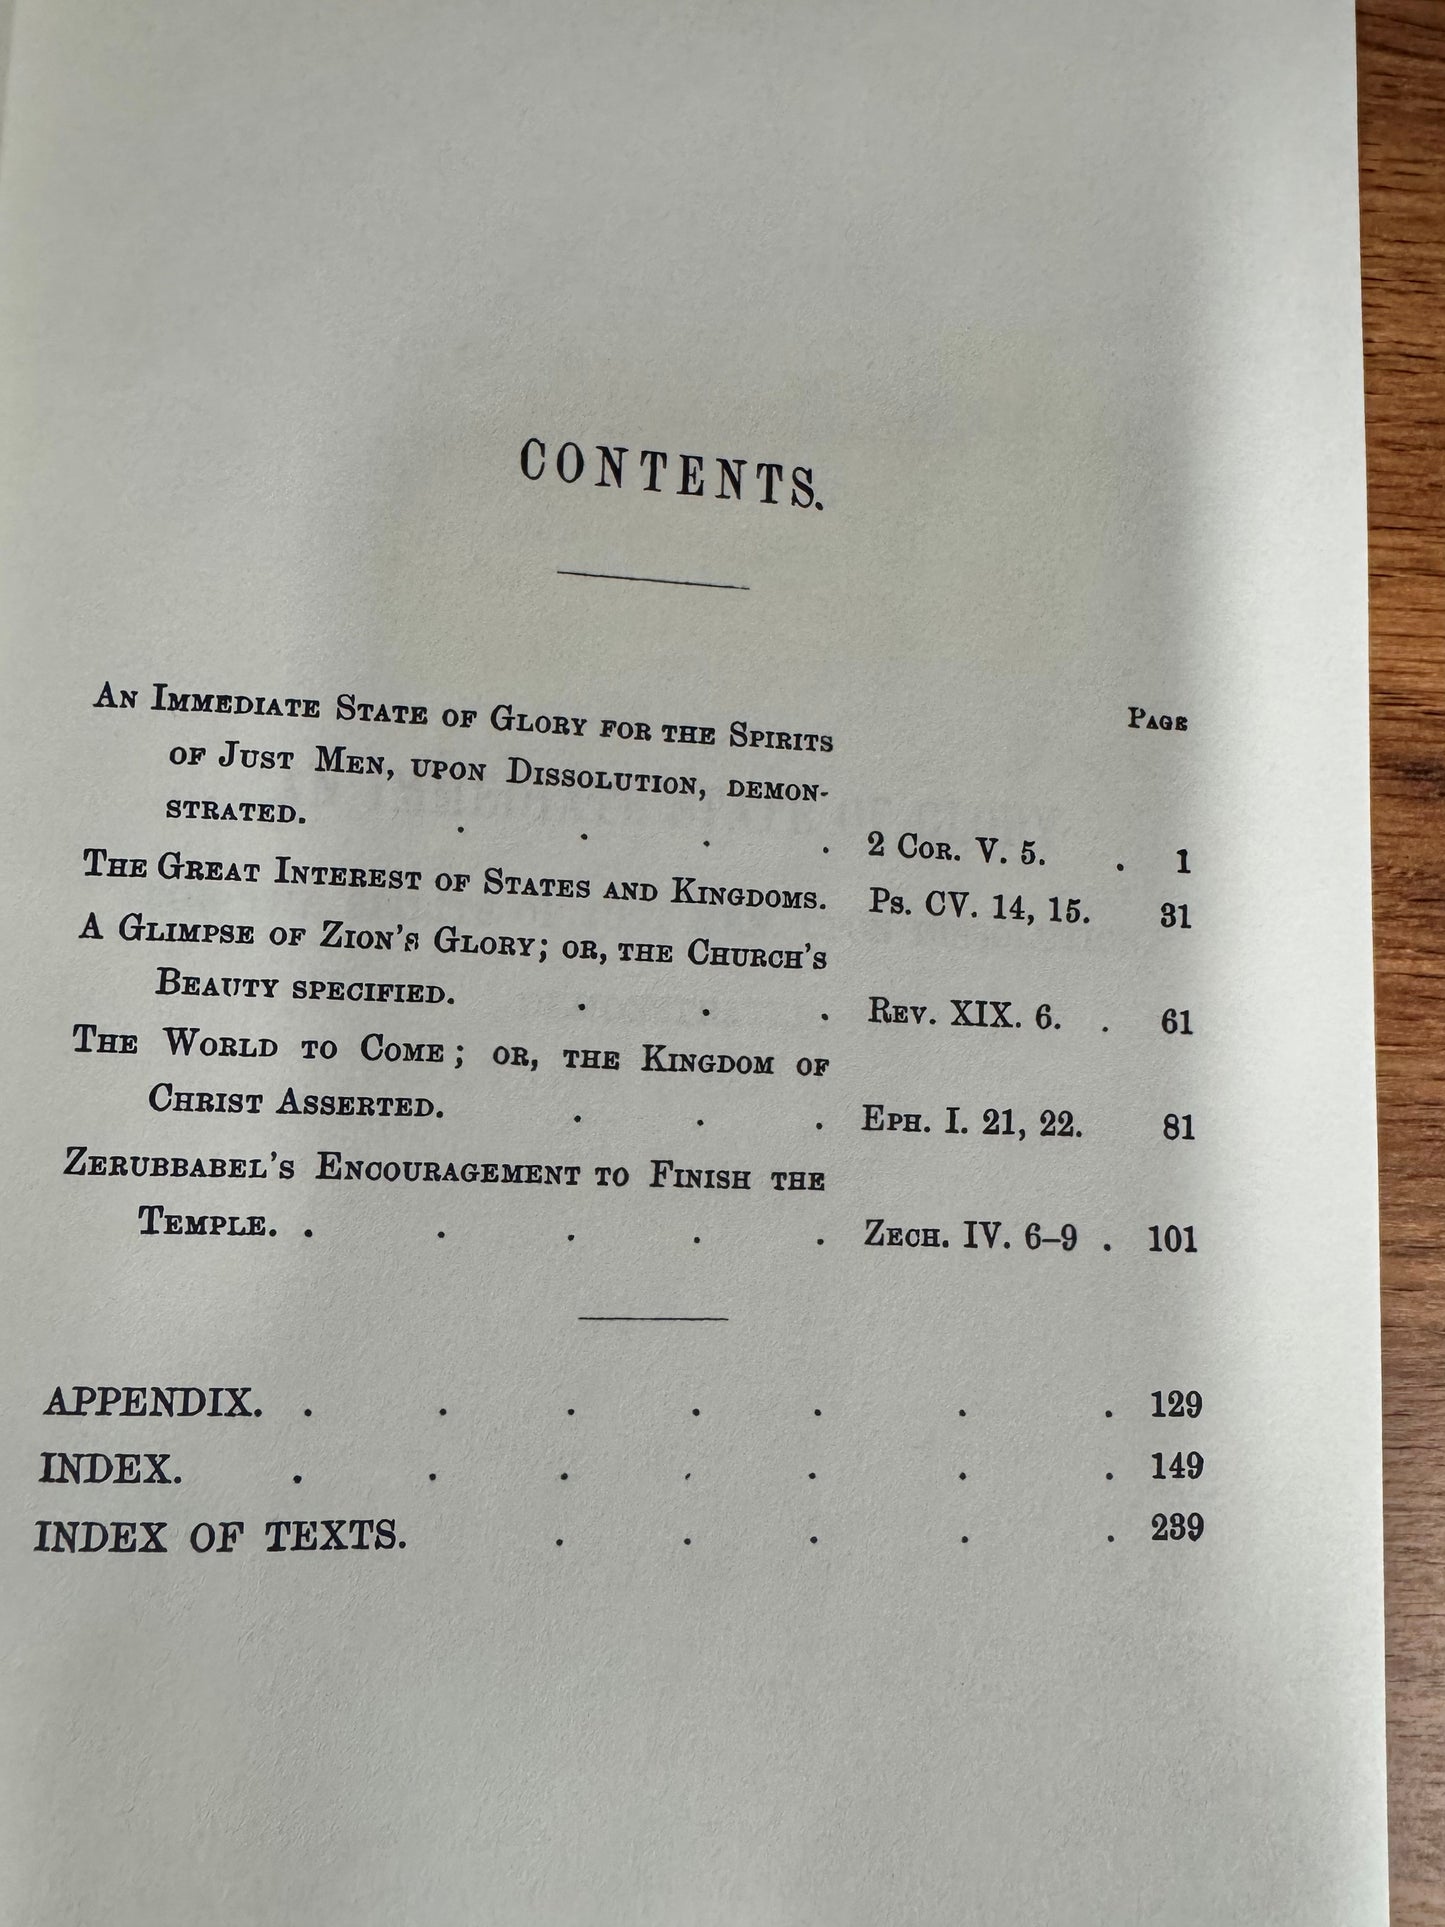 CONTENTS.
Page
An Immediate State of Glory for the Spirits
of Just Men, upon Dissolution, demon-
strated. . . . . 2 Cor. V. 5. . 1
The Great Interest of States and Kingdoms. Ps. CV. 14, 15. 31
A Glimpse of Zion's Glory; or, the Church's
Beauty specified. . . . Rev. XIX. 6. . 61
The World to Come; or, the Kingdom of
Christ Asserted. . . . Eph. I. 21, 22. 81
Zerubbabel's Encouragement to Finish the
Temple. . . . . . Zech. IV. 6–9 . 101
APPENDIX. . . . . . . . 129
INDEX. . . . . . . . 149
INDEX OF TEXTS. . . . . . 239